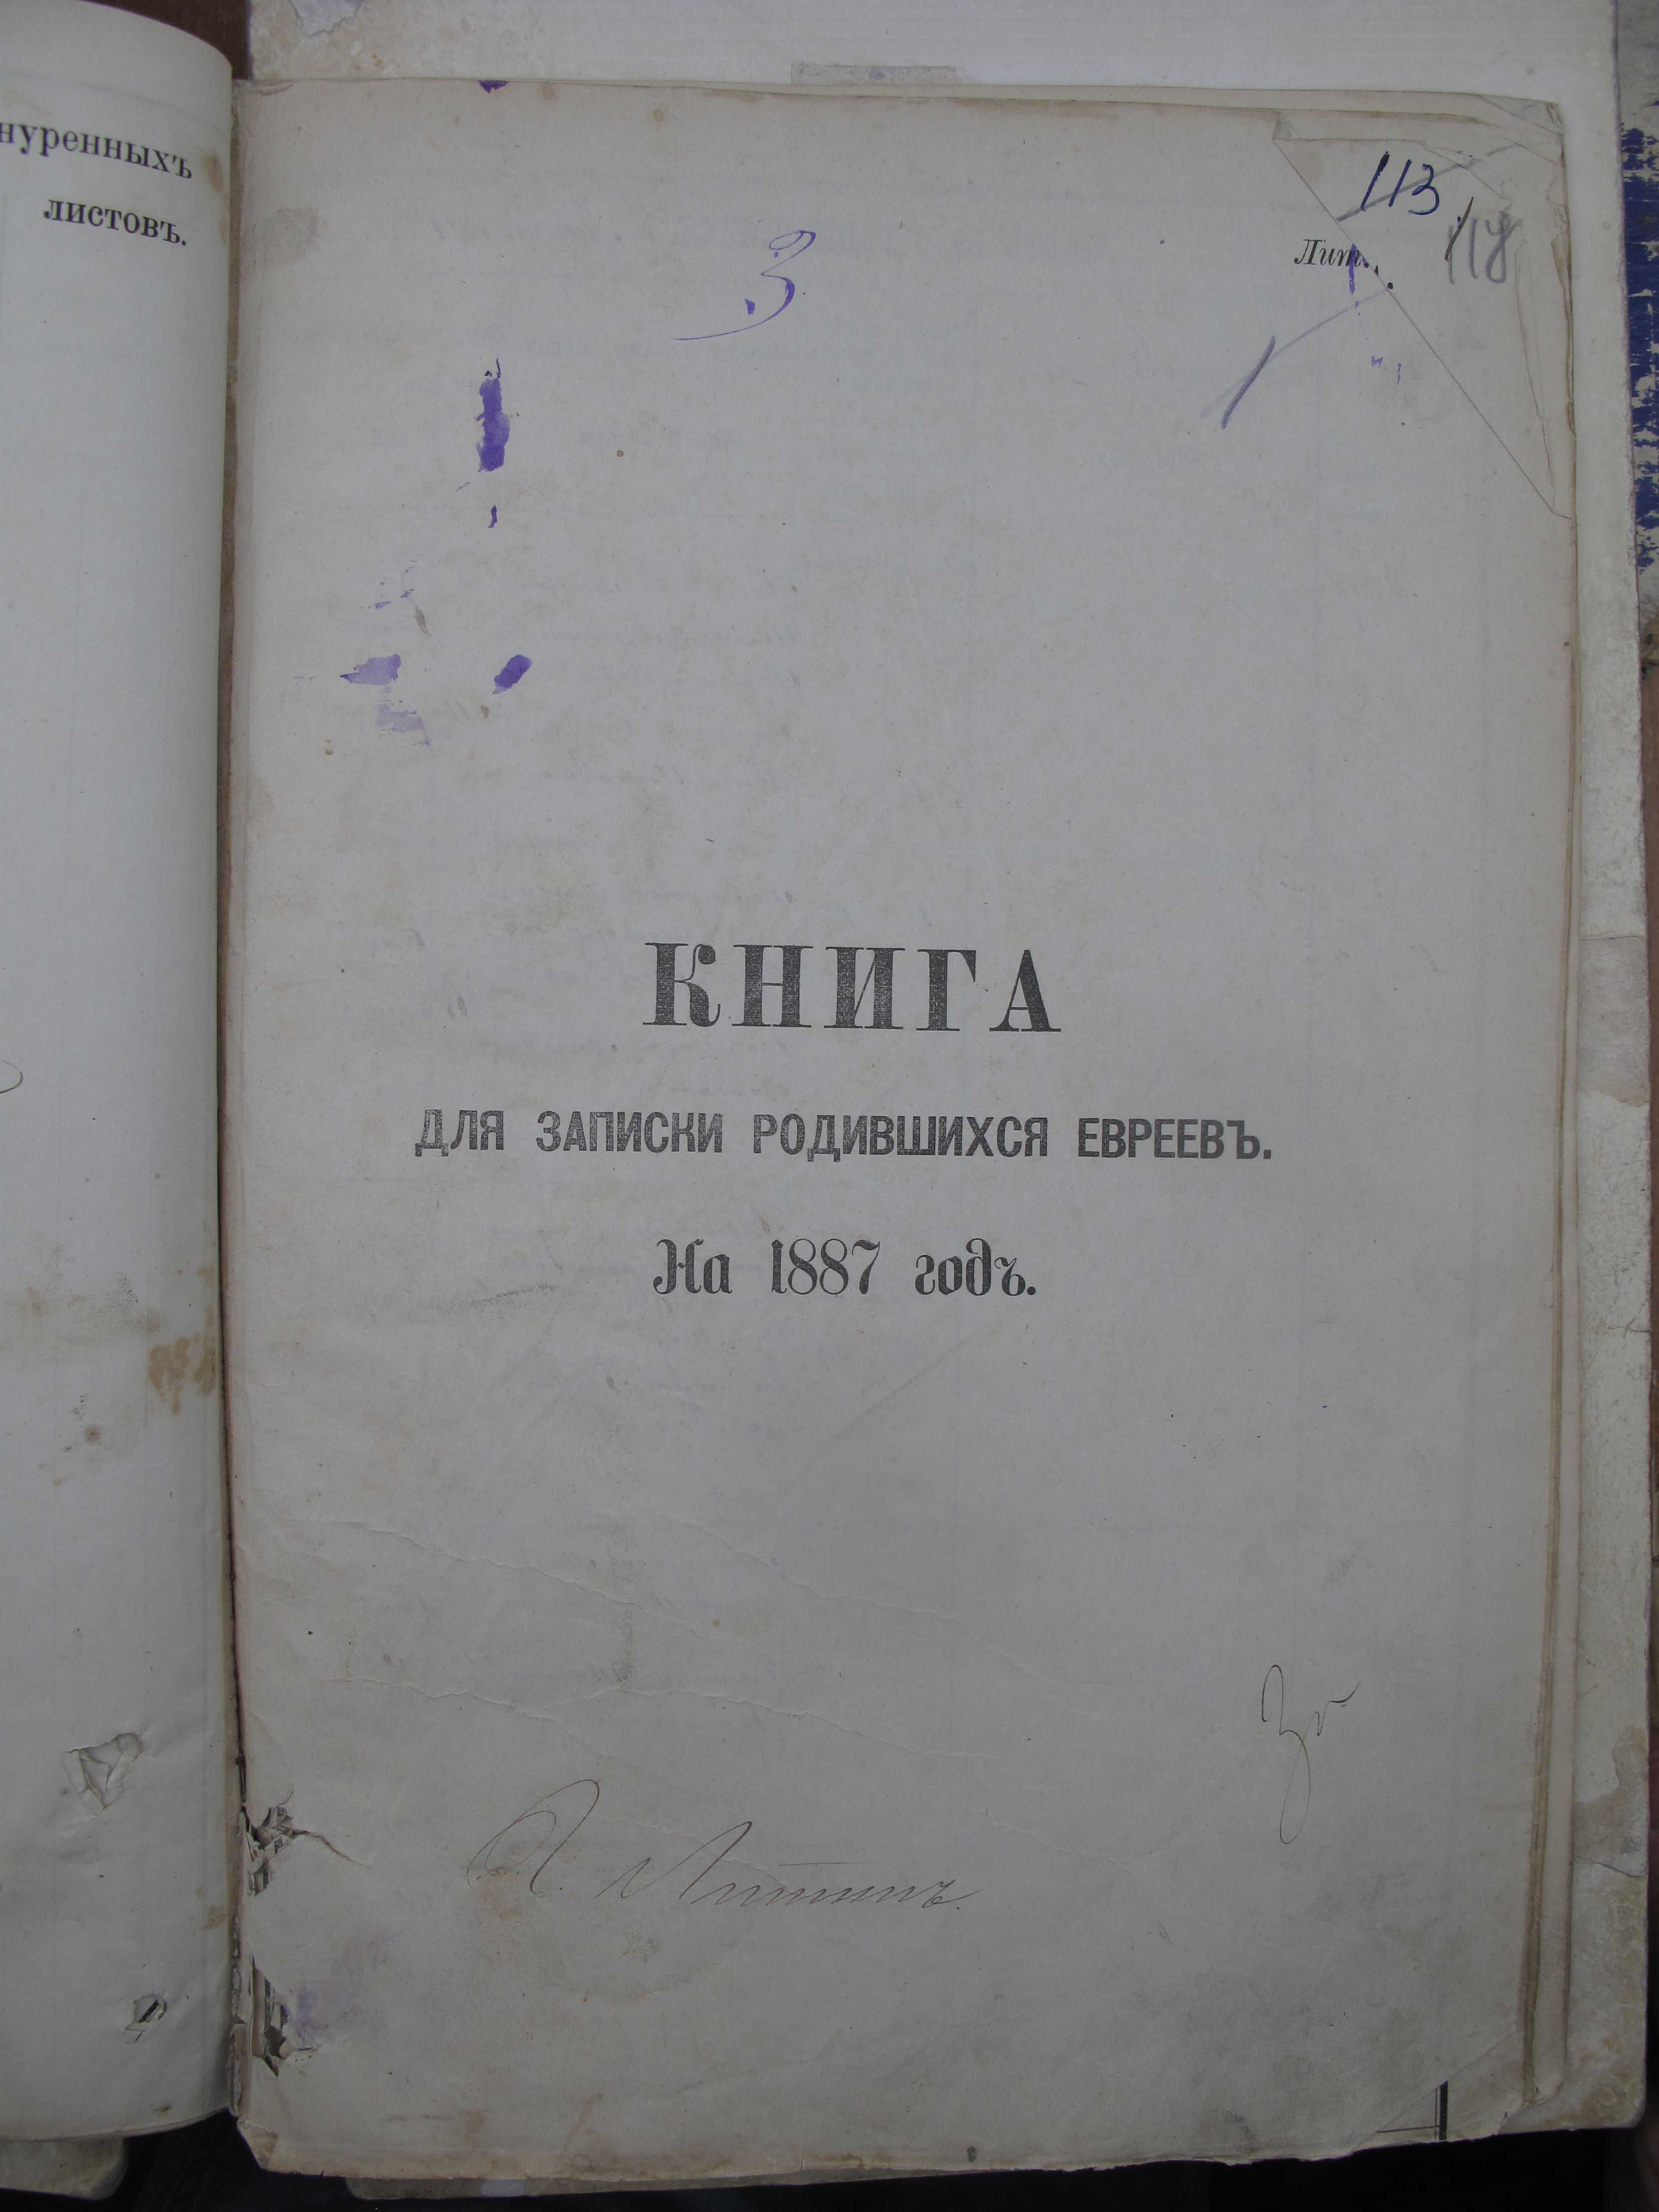 нуренныхъ
листовъ.
113
118
Лит.
3
КНИГА
ДЛЯ ЗАПИСКИ РОДИВШИХСЯ ЕВРЕЕВЪ.
На 1887 годъ.